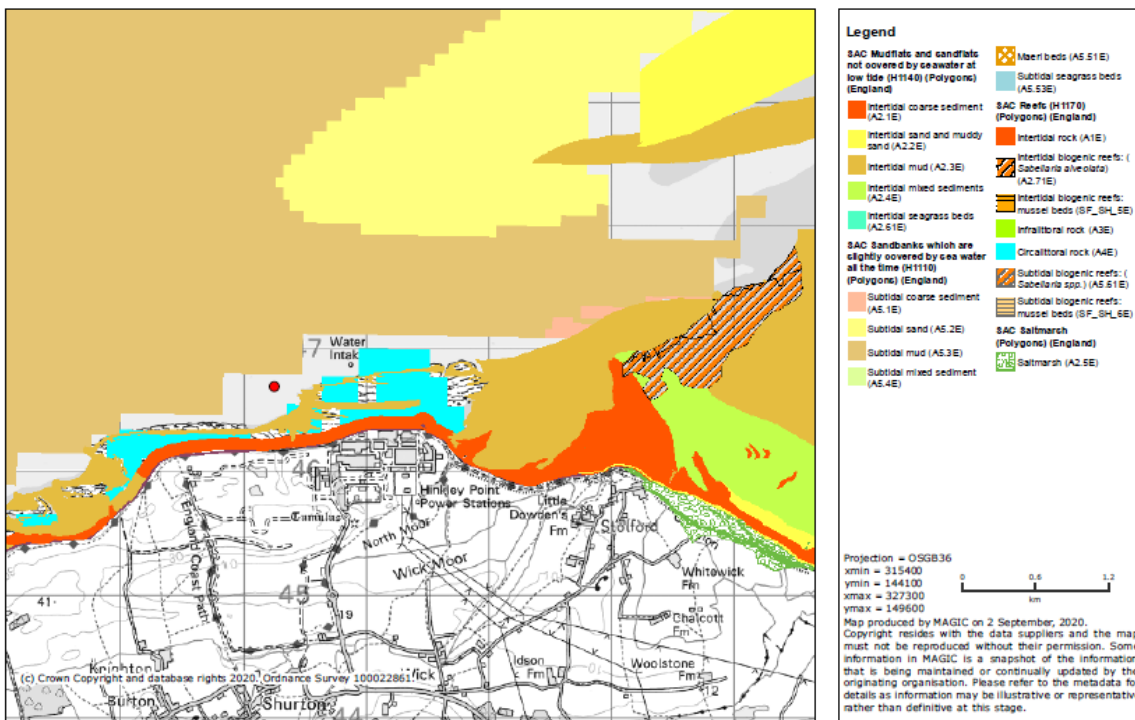 47
Water
Intak
46
Hinkley Point
Power Stations
Tumulus
North Moor
Wick Moor
England Coast Path
Little
Dowden's
Fm
Stolford
Whitewick
Fm
45
41
19
Chalcott
Fm
Knighton
Burton
Shurton
Wick
Idson
Fm
Woolstone
Fm
12
44
(c) Crown Copyright and database rights 2020. Ordnance Survey 100022861
Legend
SAC Mudflats and sandflats
not covered by seawater at
low tide (H1140) (Polygons)
(England)
Intertidal coarse sediment
(A2.1E)
Intertidal sand and muddy
sand (A2.2E)
Intertidal mud (A2.3E)
Intertidal mixed sediments
(A2.4E)
Intertidal seagrass beds
(A2.61E)
SAC Sandbanks which are
slightly covered by sea water
all the time (H1110)
(Polygons) (England)
Subtidal coarse sediment
(A5.1E)
Subtidal sand (A5.2E)
Subtidal mud (A5.3E)
Subtidal mixed sediment
(A5.4E)
Maerl beds (A5.51E)
Subtidal seagrass beds
(A5.53E)
SAC Reefs (H1170)
(Polygons) (England)
Intertidal rock (A1E)
Intertidal biogenic reefs: (
Sabellaria alveolata)
(A2.71E)
Intertidal biogenic reefs:
mussel beds (SF_SH_5E)
Infralittoral rock (A3E)
Circalittoral rock (A4E)
Subtidal biogenic reefs: (
Sabellaria spp.) (A5.61E)
Subtidal biogenic reefs:
mussel beds (SF_SH_6E)
SAC Saltmarsh
(Polygons) (England)
Saltmarsh (A2.5E)
Projection = OSGB36
xmin = 315400
ymin = 144100
xmax = 327300
ymax = 149600
0 0.6 1.2
km
Map produced by MAGIC on 2 September, 2020.
Copyright resides with the data suppliers and the map
must not be reproduced without their permission. Some
information in MAGIC is a snapshot of the information
that is being maintained or continually updated by the
originating organisation. Please refer to the metadata for
details as information may be illustrative or representative
rather than definitive at this stage.